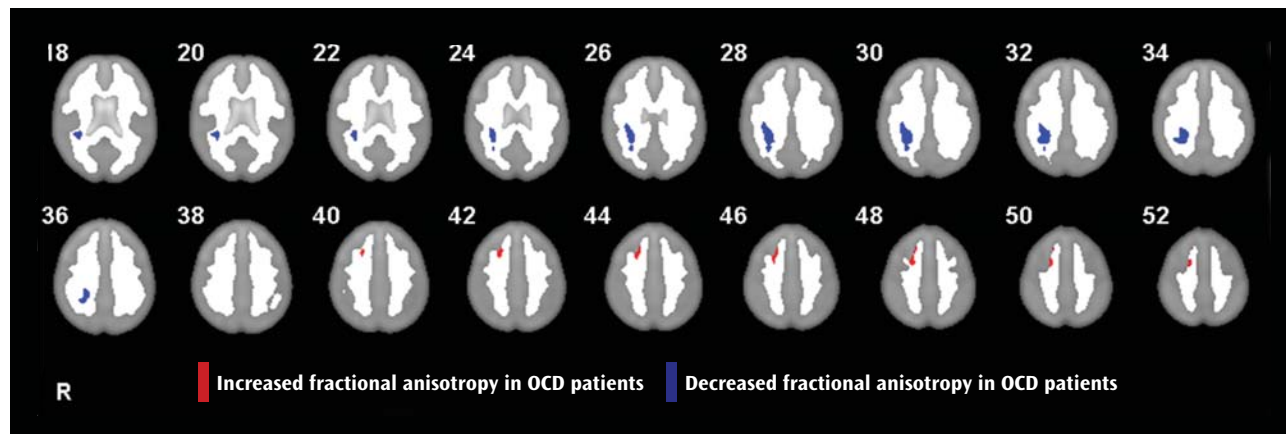 18 20 22 24 26 28 30 32 34
36 38 40 42 44 46 48 50 52
R
Increased fractional anisotropy in OCD patients
Decreased fractional anisotropy in OCD patients